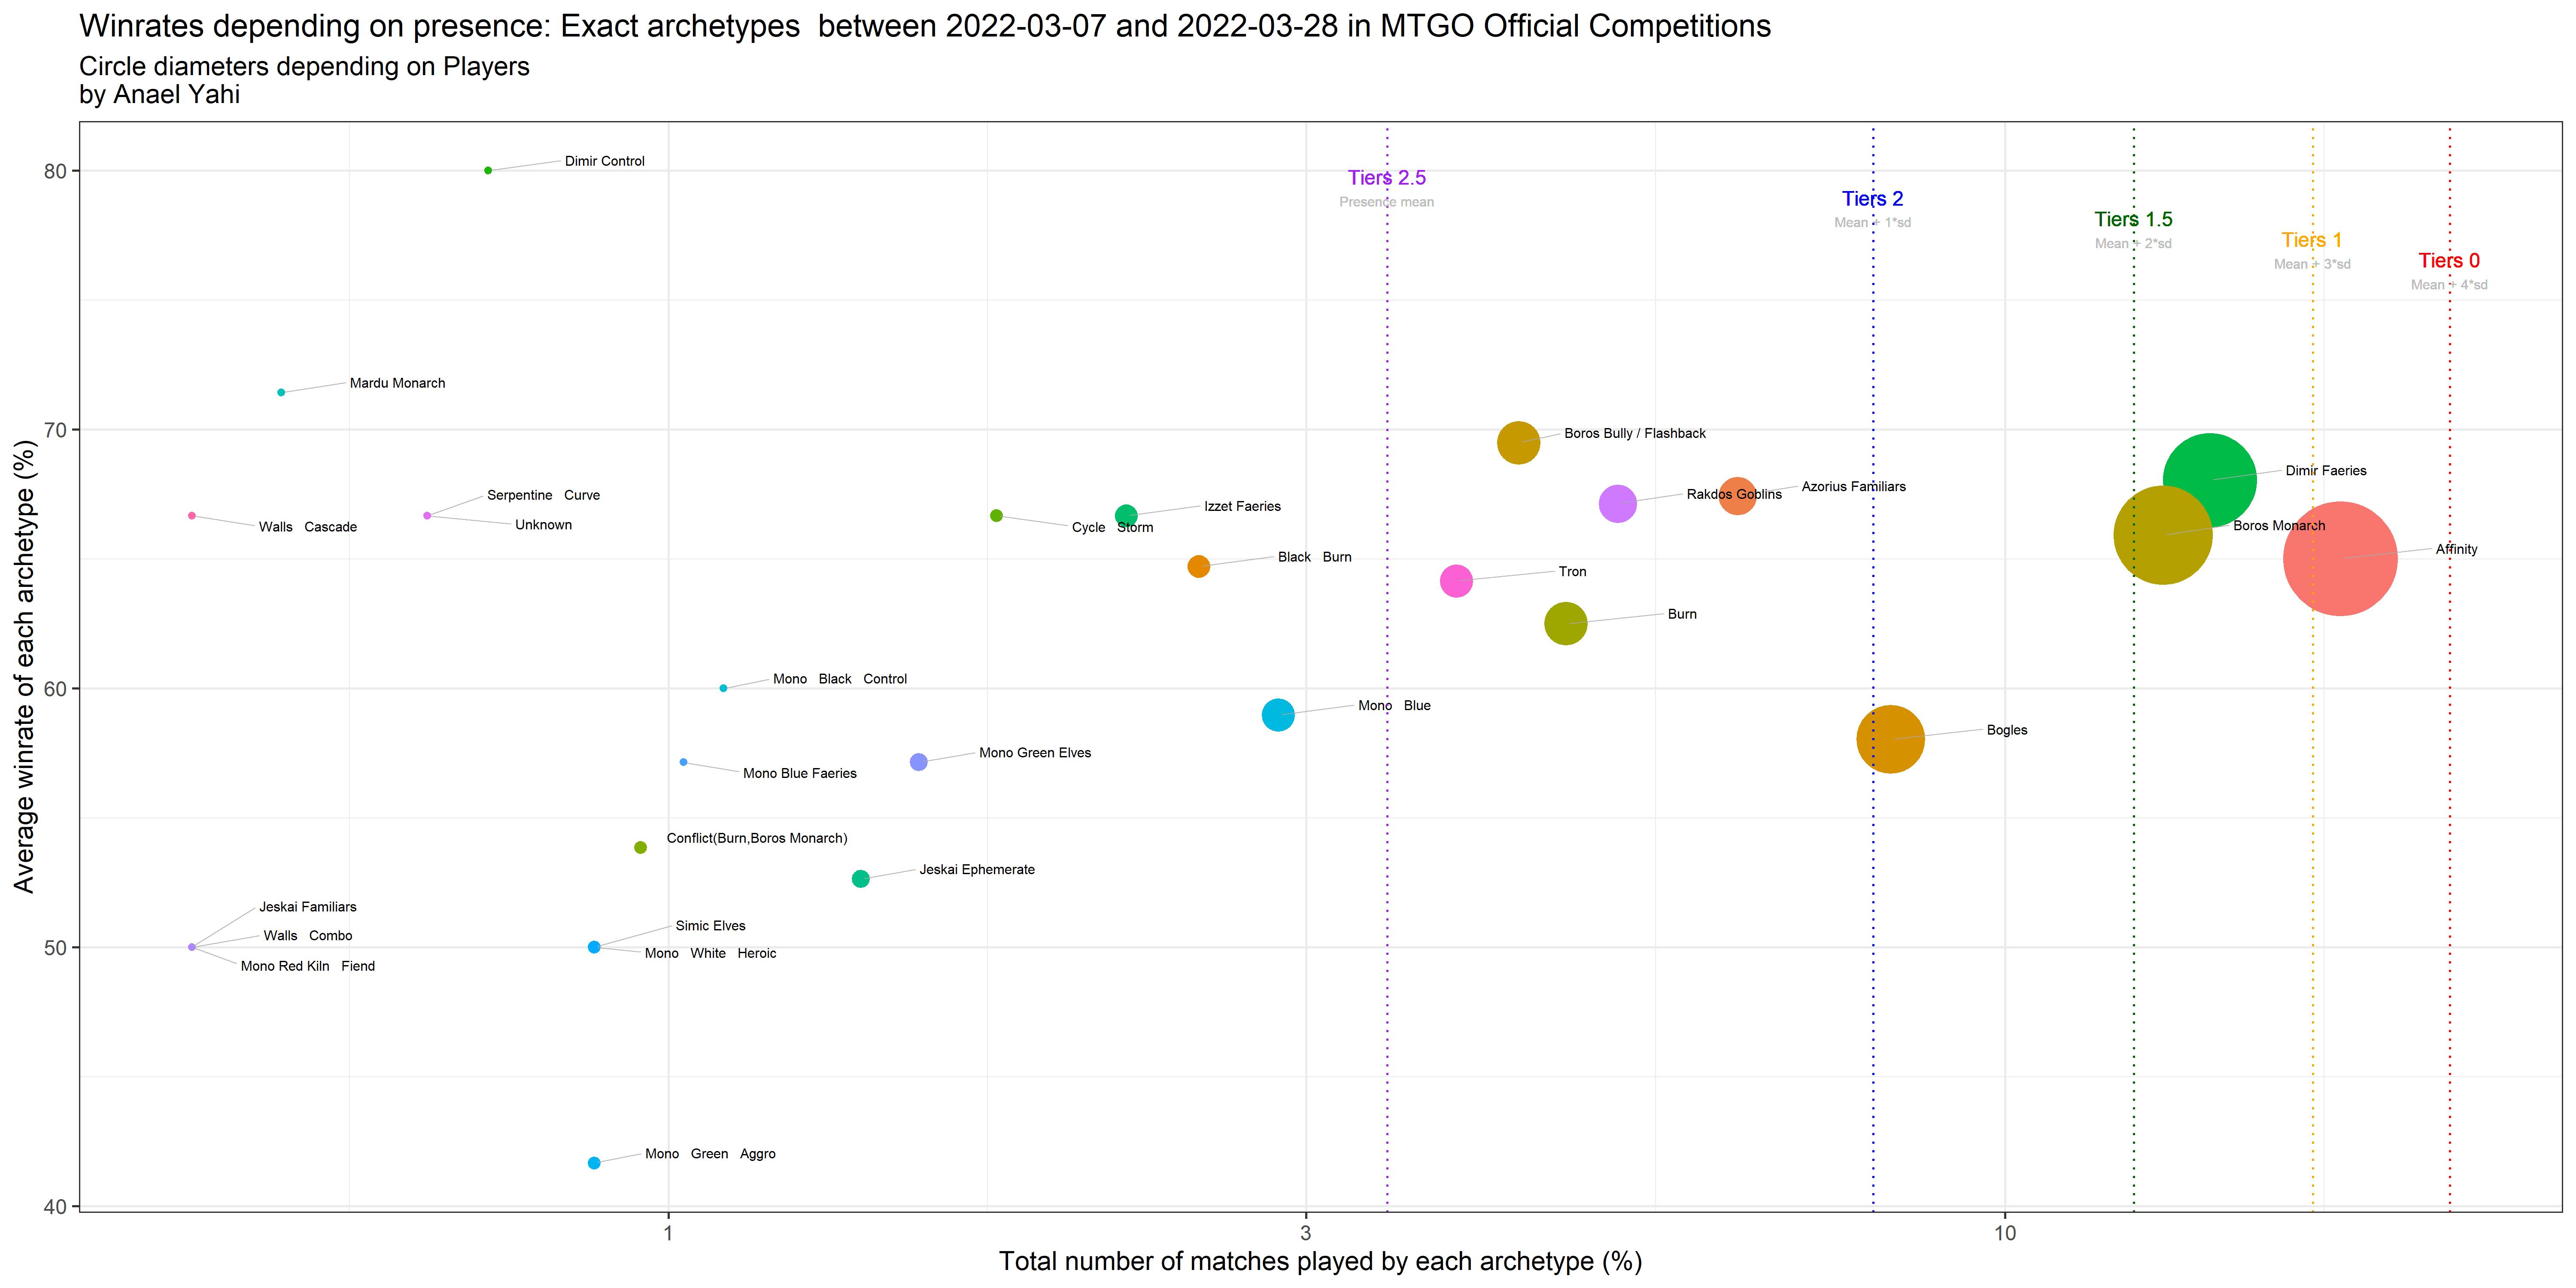 Winrates depending on presence: Exact archetypes  between 2022-03-07 and 2022-03-28 in MTGO Official Competitions
Circle diameters depending on Players
by Anael Yahi
Average winrate of each archetype (%)
80
70
60
50
40
Dimir Control
Tiers 2.5
Presence mean
Tiers 2
Mean + 1*sd
Tiers 1.5
Mean + 2*sd
Tiers 1
Mean + 3*sd
Tiers 0
Mean + 4*sd
Mardu Monarch
Boros Bully / Flashback
Dimir Faeries
Azorius Familiars
Rakdos Goblins
Serpentine   Curve
Izzet Faeries
Unknown
Walls   Cascade
Cycle   Storm
Boros Monarch
Affinity
Black   Burn
Tron
Burn
Mono   Black   Control
Mono   Blue
Bogles
Mono Green Elves
Mono Blue Faeries
Conflict(Burn,Boros Monarch)
Jeskai Ephemerate
Jeskai Familiars
Simic Elves
Walls   Combo
Mono   White   Heroic
Mono Red Kiln   Fiend
Mono   Green   Aggro
1
3
10
Total number of matches played by each archetype (%)